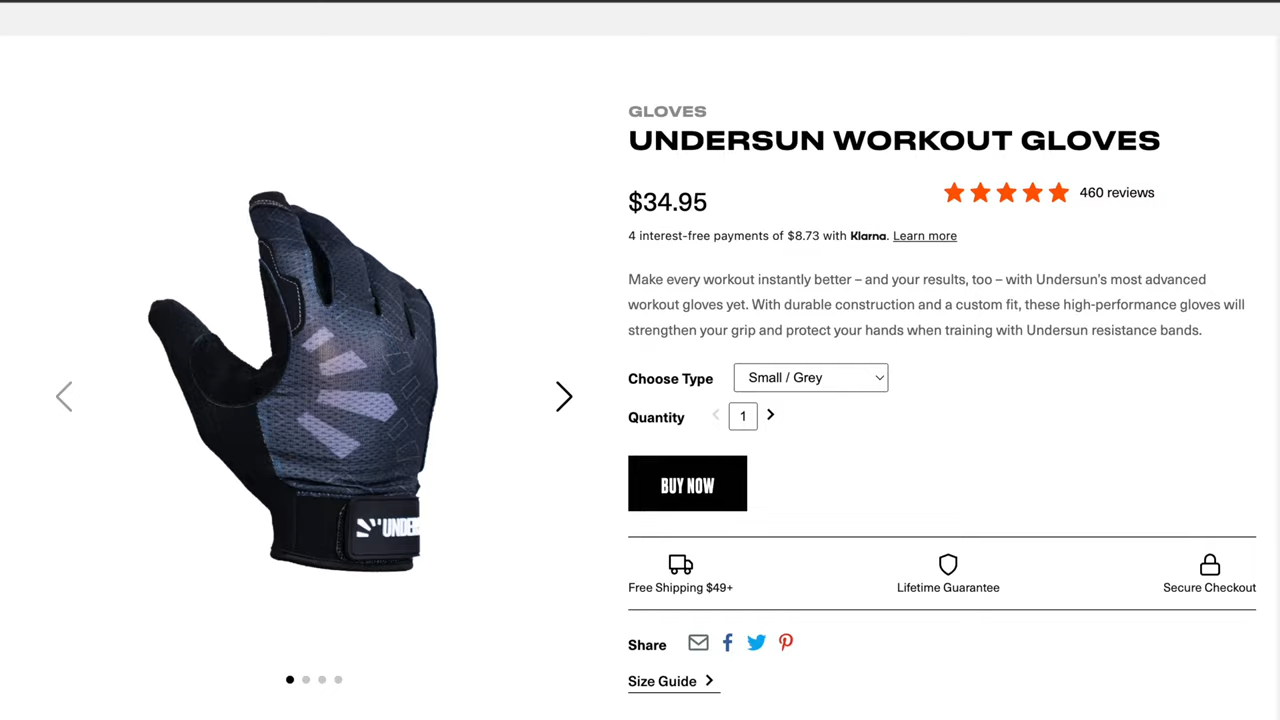 GLOVES
UNDERSUN WORKOUT GLOVES
$34.95
460 reviews
4 interest-free payments of $8.73 with Klarna. Learn more
Make every workout instantly better – and your results, too – with Undersun's most advanced
workout gloves yet. With durable construction and a custom fit, these high-performance gloves will
strengthen your grip and protect your hands when training with Undersun resistance bands.
Choose Type Small / Grey
Quantity 1
BUY NOW
UNDER
Free Shipping $49+ Lifetime Guarantee Secure Checkout
Share
Size Guide